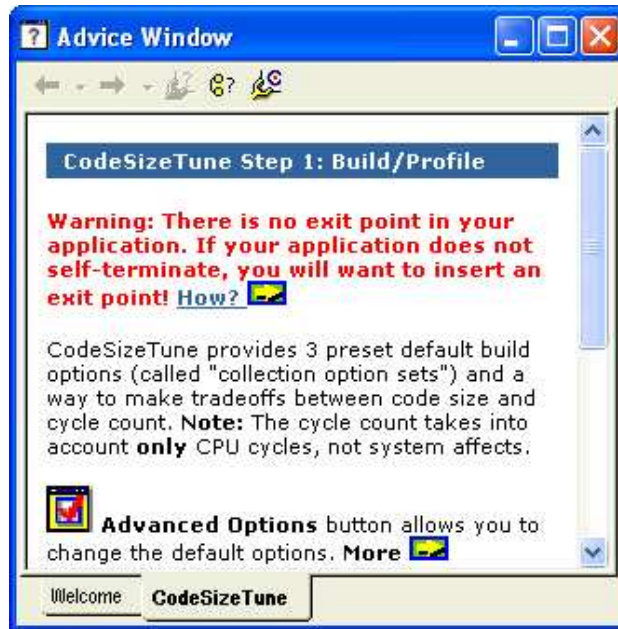 Advice Window
CodeSizeTune Step 1: Build/Profile
Warning: There is no exit point in your
application. If your application does not
self-terminate, you will want to insert an
exit point! How?
CodeSizeTune provides 3 preset default build
options (called "collection option sets") and a
way to make tradeoffs between code size and
cycle count. Note: The cycle count takes into
account only CPU cycles, not system affects.
Advanced Options button allows you to
change the default options. More
Welcome CodeSizeTune